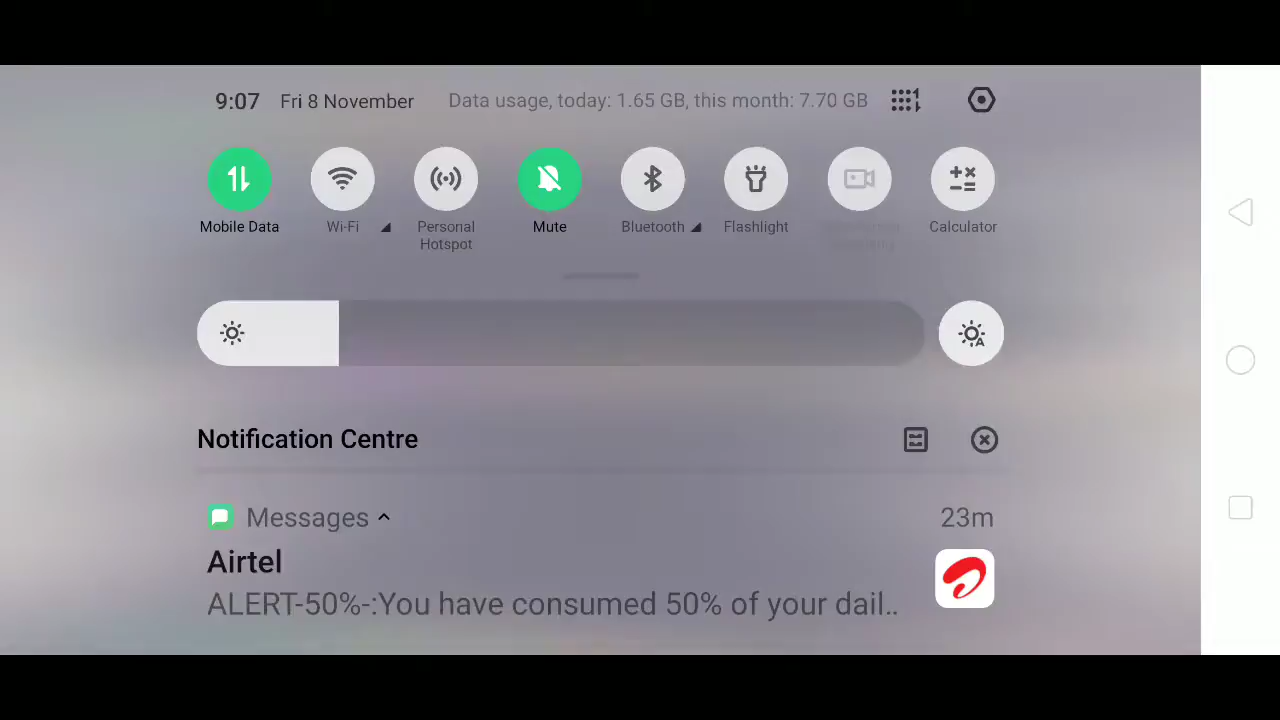 9:07 Fri 8 November Data usage, today: 1.65 GB, this month: 7.70 GB
Mobile Data Wi-Fi Personal Hotspot Mute Bluetooth Flashlight Calculator
Notification Centre
Messages 23m
Airtel
ALERT-50%-:You have consumed 50% of your dail..